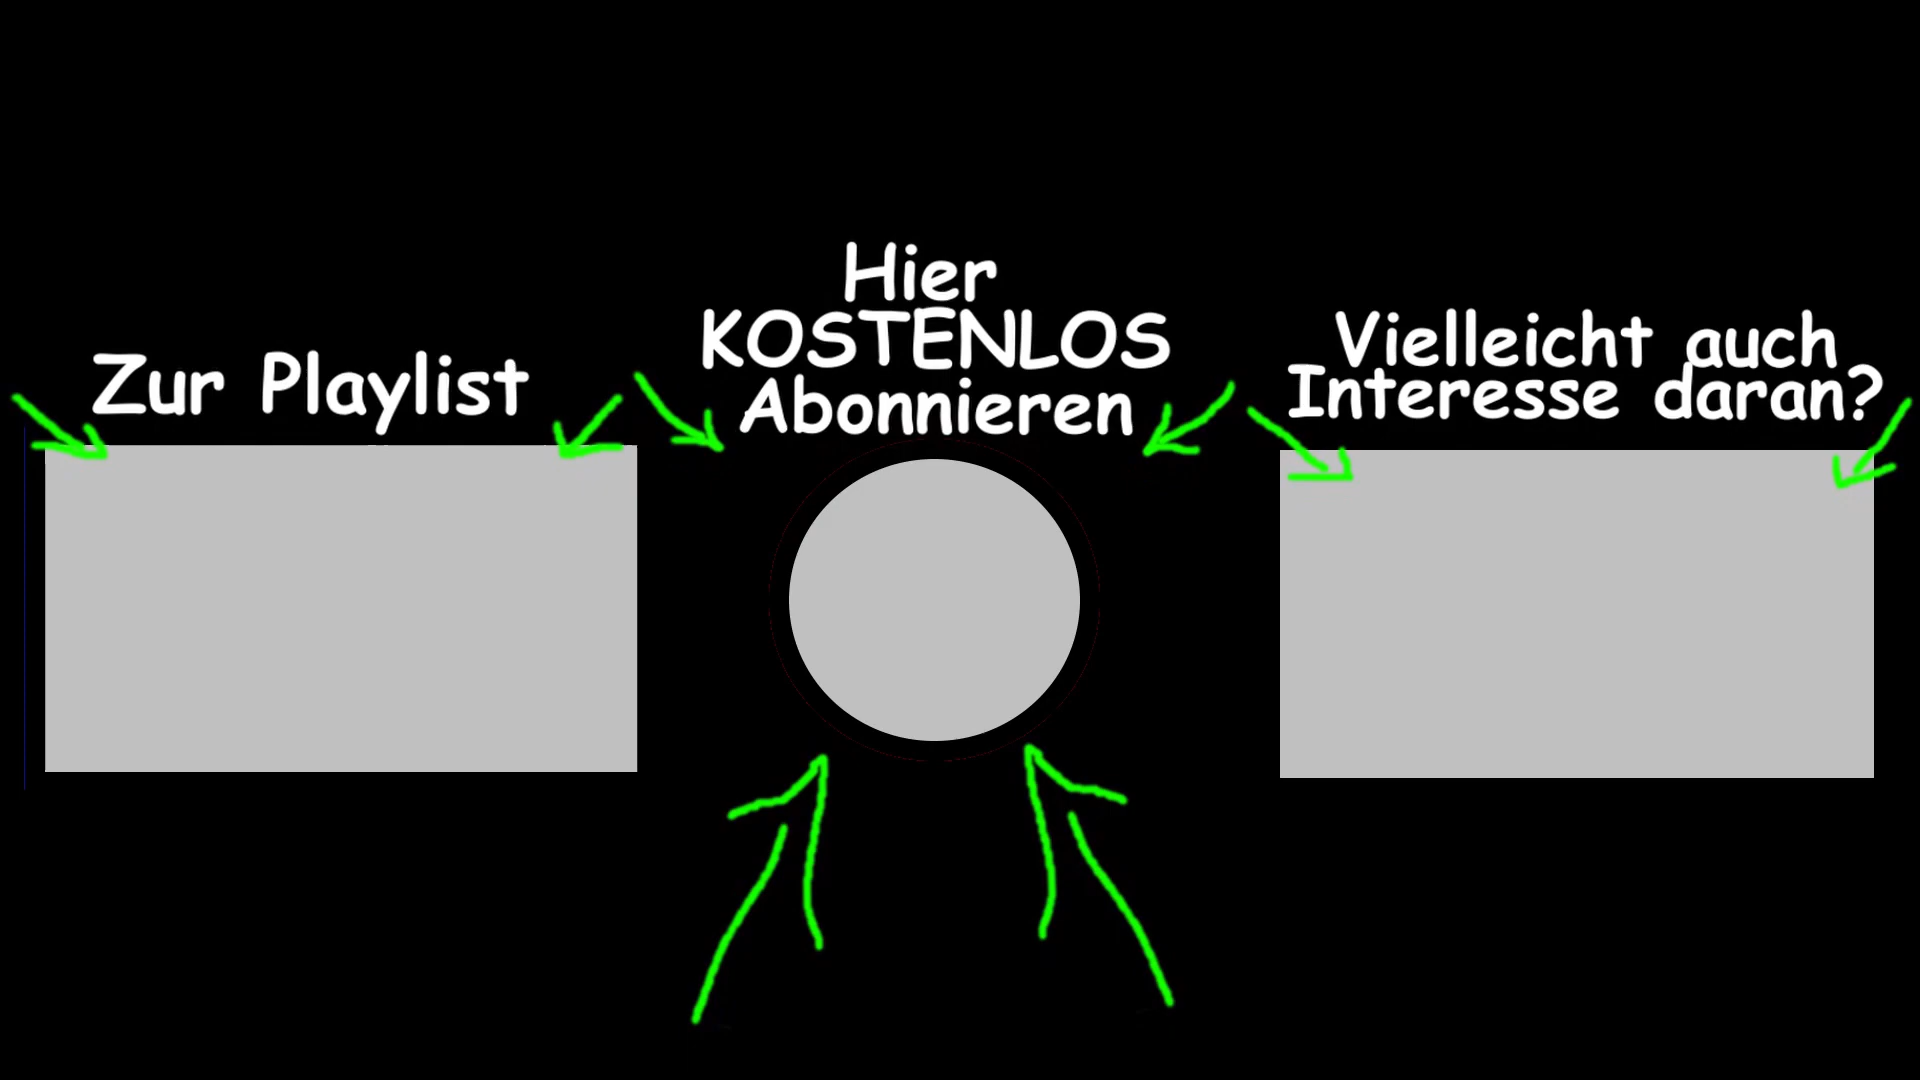 Zur Playlist
Hier
KOSTENLOS
Abonnieren
Vielleicht auch
Interesse daran?